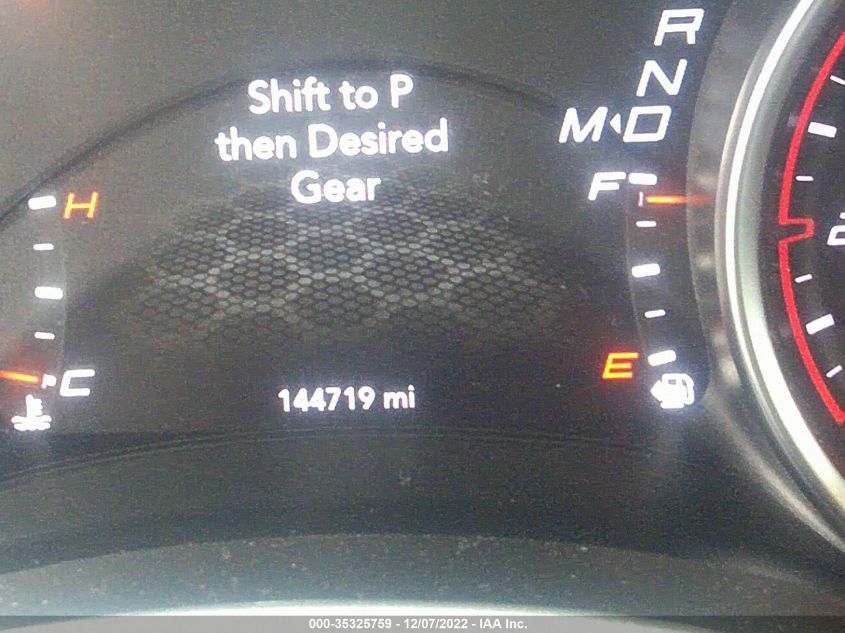 R
Shift to P
N
then Desired
M D
Gear
F
H
E
C
144719 mi
000-35325759 - 12/07/2022 - IAA Inc.